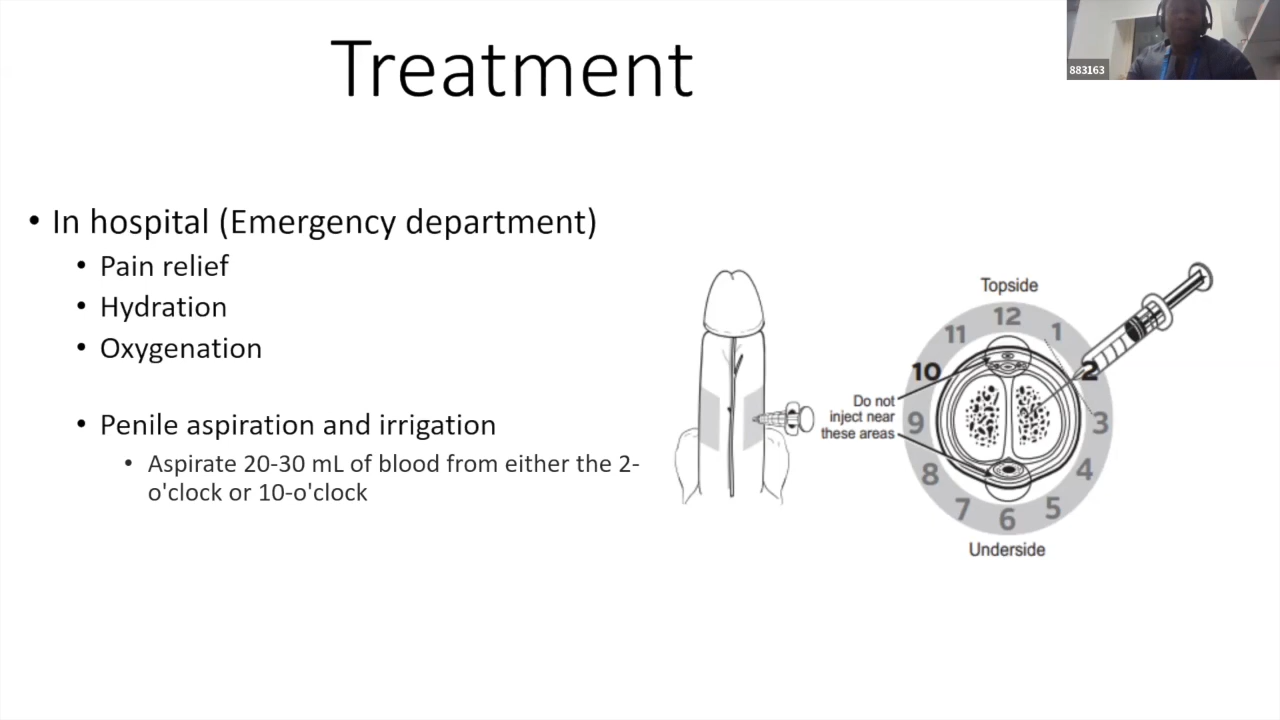 Treatment
883163
• In hospital (Emergency department)
• Pain relief
• Hydration
• Oxygenation
• Penile aspiration and irrigation
• Aspirate 20-30 mL of blood from either the 2-
o'clock or 10-o'clock
Topside
12
11
1
10
2
Do not
inject near
these areas
9
3
8
4
7
5
6
Underside